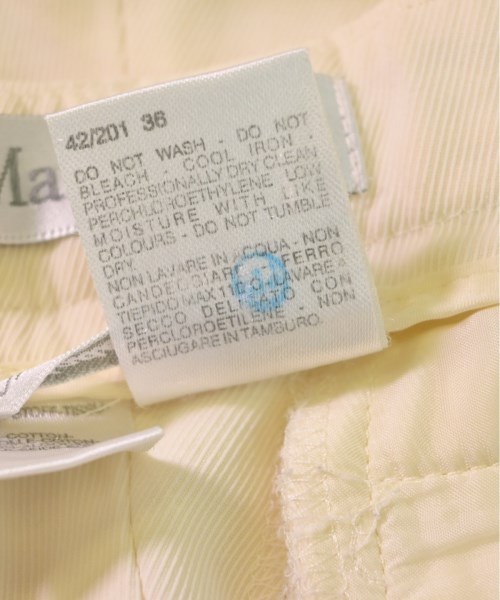 42/201 36
DO NOT WASH - DO NOT
BLEACH - COOL IRON -
PROFESSIONALLY DRY CLEAN
PERCHLOROETHYLENE LOW
MOISTURE WITH LIKE
COLOURS - DO NOT TUMBLE
DRY.
NON LAVARE IN ACQUA - NON
CANDEGGIARE - FERRO
TIEPIDO MAX 110 - LAVARE A
SECCO DELICATO CON
PERCLOROETILENE - NON
ASCIUGARE IN TAMBURO.
Ma
STOFF-TISSU
COTTON-